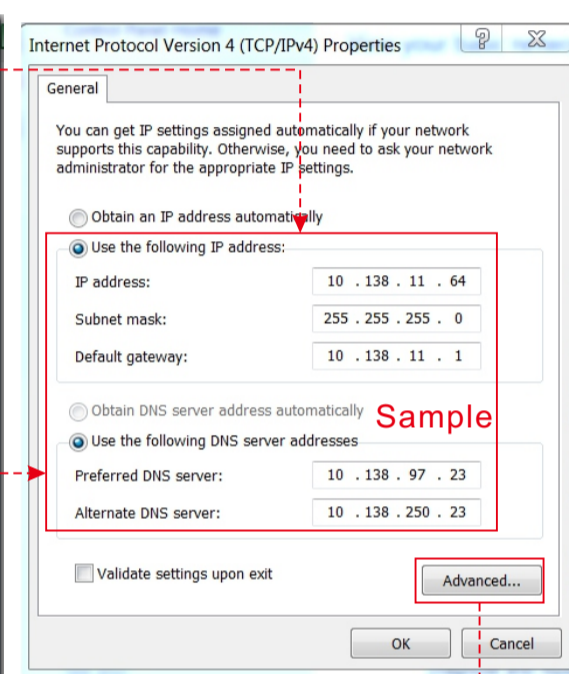 Internet Protocol Version 4 (TCP/IPv4) Properties
General
You can get IP settings assigned automatically if your network
supports this capability. Otherwise, you need to ask your network
administrator for the appropriate IP settings.
Obtain an IP address automatically
Use the following IP address:
IP address: 10 . 138 . 11 . 64
Subnet mask: 255 . 255 . 255 . 0
Default gateway: 10 . 138 . 11 . 1
Obtain DNS server address automatically
Sample
Use the following DNS server addresses
Preferred DNS server: 10 . 138 . 97 . 23
Alternate DNS server: 10 . 138 . 250 . 23
Validate settings upon exit
Advanced...
OK Cancel